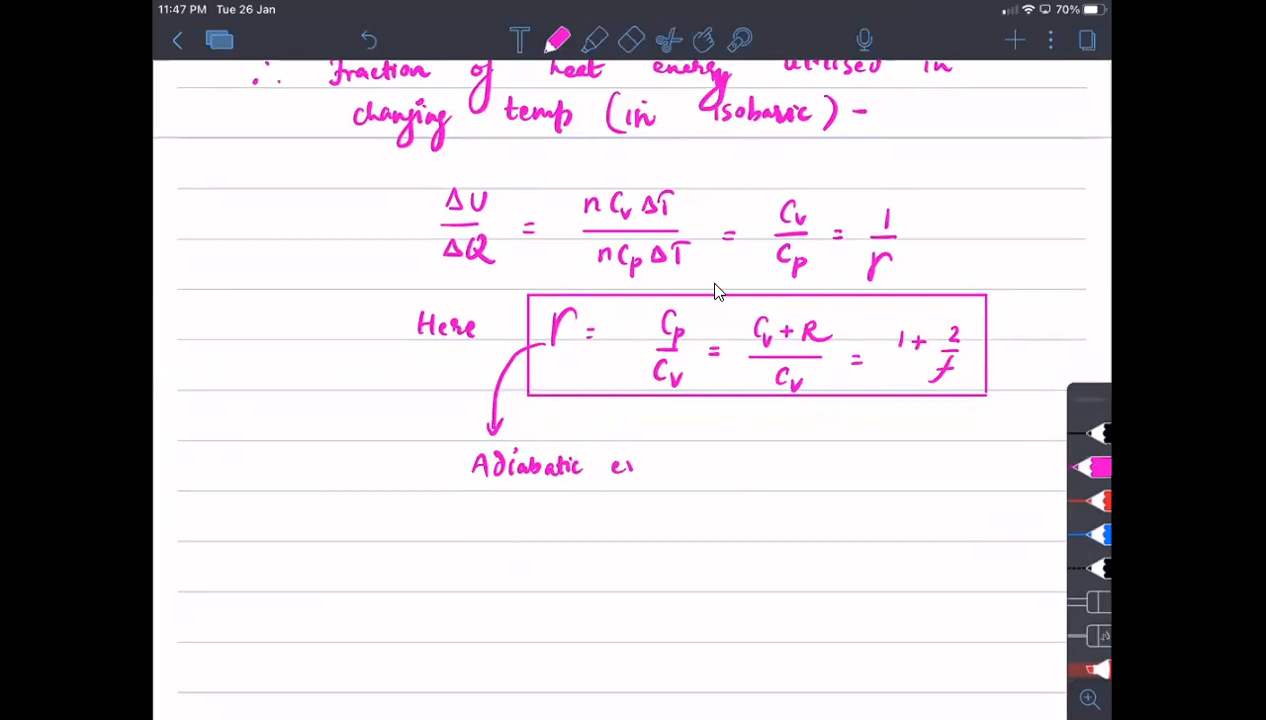 11:47 PM Tue 26 Jan 70%
∴ fraction of heat energy utilised in
changing temp (in isobaric) -
ΔU/ΔQ = nCvΔT/nCpΔT = Cv/Cp = 1/γ
Here γ = Cp/Cv = Cv + R/Cv = 1 + 2/f
Adiabatic ex